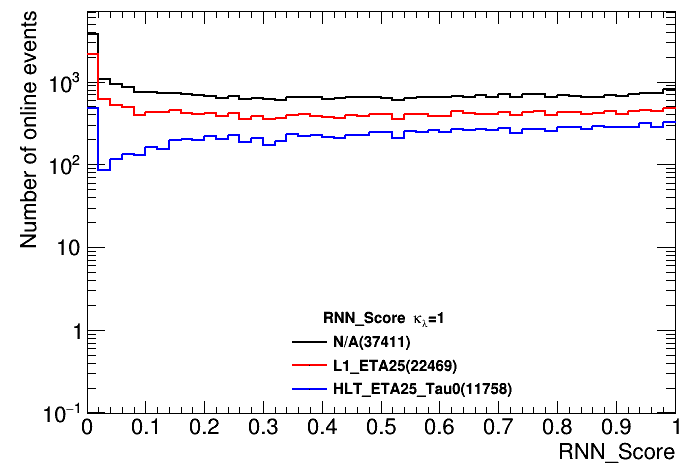 Number of online events
10³
10²
10
1
10⁻¹
RNN_Score κλ=1
N/A(37411)
L1_ETA25(22469)
HLT_ETA25_Tau0(11758)
0 0.1 0.2 0.3 0.4 0.5 0.6 0.7 0.8 0.9 1
RNN_Score